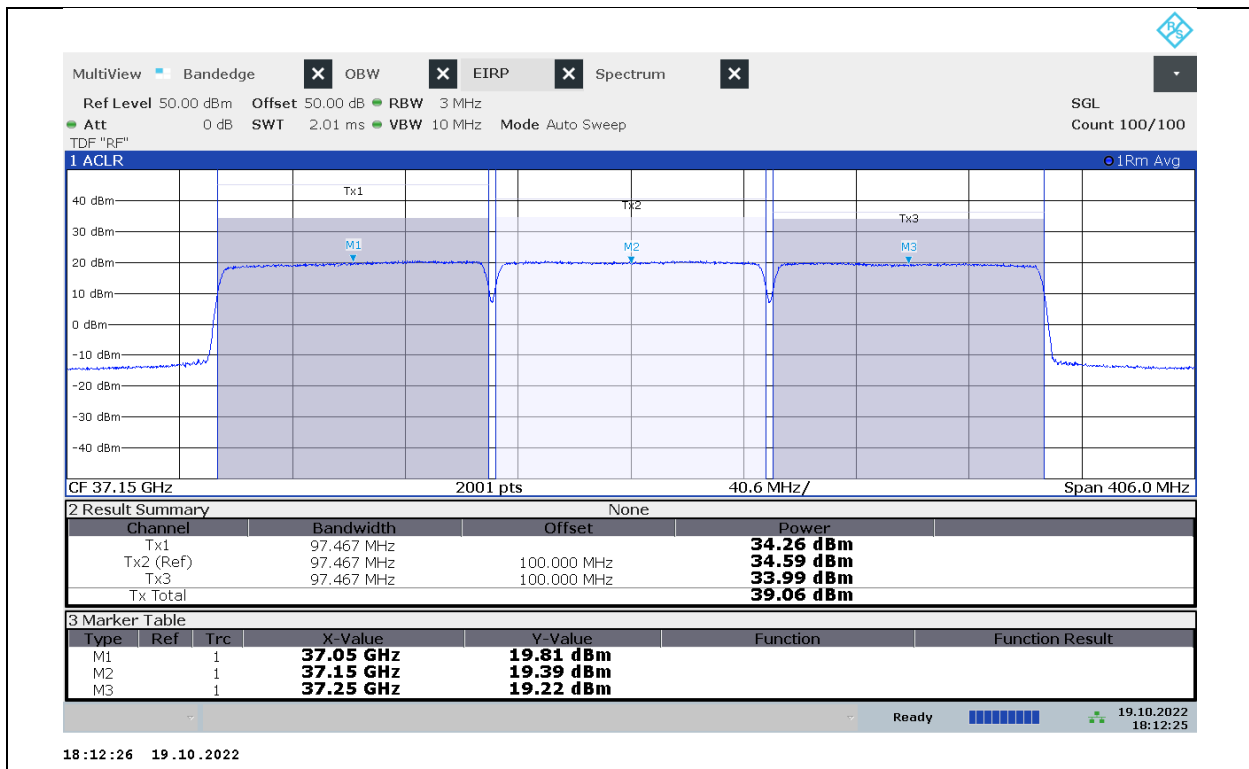 R&S
MultiView Bandedge OBW EIRP Spectrum
Ref Level 50.00 dBm Offset 50.00 dB RBW 3 MHz SGL
Att 0 dB SWT 2.01 ms VBW 10 MHz Mode Auto Sweep Count 100/100
TDF "RF"
1 ACLR 1Rm Avg
Tx1
40 dBm
Tx2
Tx3
30 dBm
M1
M2
M3
20 dBm
10 dBm
0 dBm
-10 dBm
-20 dBm
-30 dBm
-40 dBm
CF 37.15 GHz 2001 pts 40.6 MHz/ Span 406.0 MHz
2 Result Summary None
Channel Bandwidth Offset Power
Tx1 97.467 MHz 34.26 dBm
Tx2 (Ref) 97.467 MHz 100.000 MHz 34.59 dBm
Tx3 97.467 MHz 100.000 MHz 33.99 dBm
Tx Total 39.06 dBm
3 Marker Table
Type Ref Trc X-Value Y-Value Function Function Result
M1 1 37.05 GHz 19.81 dBm
M2 1 37.15 GHz 19.39 dBm
M3 1 37.25 GHz 19.22 dBm
Ready 19.10.2022
18:12:25
18:12:26 19.10.2022